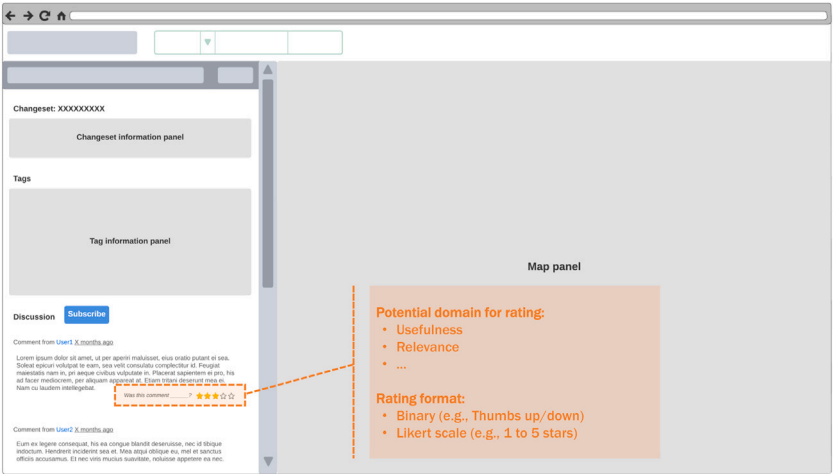 Changeset: XXXXXXXXX
Changeset information panel
Tags
Tag information panel
Discussion
Subscribe
Comment from User1 X months ago
Lorem ipsum dolor sit amet, ut per aperiri maluisset, eius oratio putant ei sea.
Soleat epicuri volutpat te eam, sea velit consulatu complectitur id. Feugiat
maiestatis nam in, pri aeque civibus vulputate in. Placerat sapientem ei pro, his
ad facer mediocrem, per aliquam appareat at. Etiam tritani deserunt mea ei.
Nam cu laudem intellegebat.
Was this comment ______?
Comment from User2 X months ago
Eum ex legere consequat, his ea congue blandit deseruisse, nec id tibique
indoctum. Hendrerit inciderint sea et. Mea atqui oblique eu, mel et sanctus
officiis accusamus. Et nec viris mucius suavitate, noluisse appetere ea nec.
Map panel
Potential domain for rating:
• Usefulness
• Relevance
• ...
Rating format:
• Binary (e.g., Thumbs up/down)
• Likert scale (e.g., 1 to 5 stars)